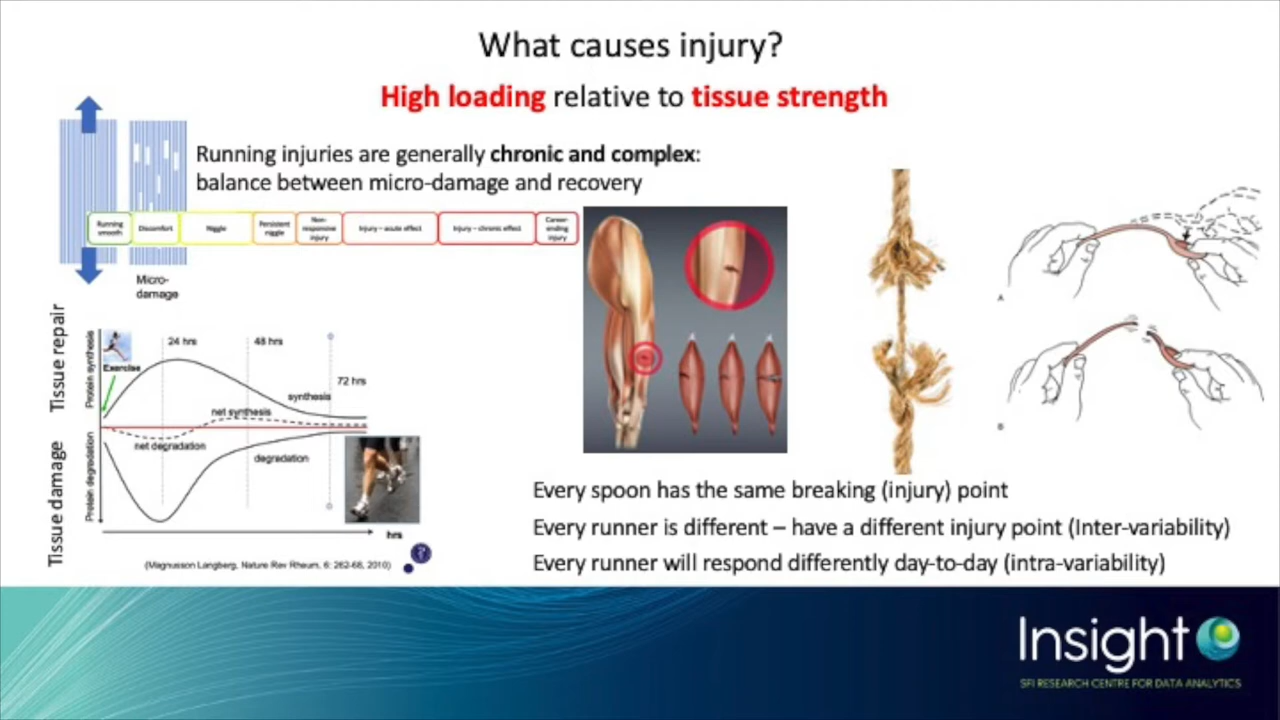 What causes injury?
High loading relative to tissue strength
Running injuries are generally chronic and complex:
balance between micro-damage and recovery
Running smooth
Discomfort
Niggle
Persistent niggle
Non-responsive injury
Injury – acute effect
Injury – chronic effect
Career-ending injury
Micro-
damage
Tissue repair
Tissue damage
Protein synthesis
Protein degradation
Exercise
24 hrs
48 hrs
72 hrs
synthesis
net synthesis
net degradation
degradation
hrs
(Magnusson Langberg, Nature Rev Rheum, 6: 262-68, 2010)
A
B
Every spoon has the same breaking (injury) point
Every runner is different – have a different injury point (Inter-variability)
Every runner will respond differently day-to-day (intra-variability)
Insight
SFI RESEARCH CENTRE FOR DATA ANALYTICS